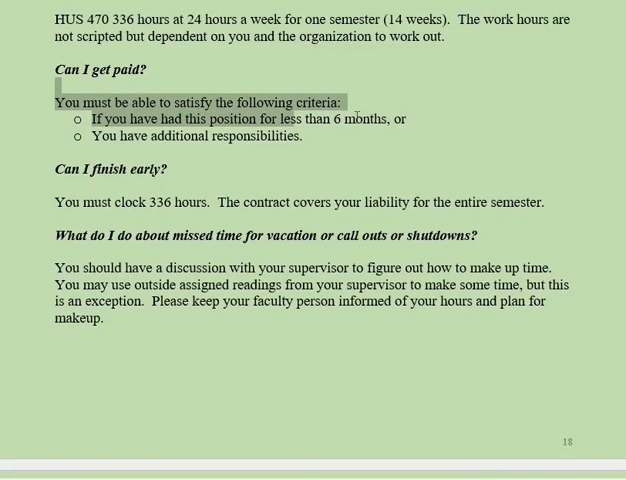 HUS 470 336 hours at 24 hours a week for one semester (14 weeks).  The work hours are
not scripted but dependent on you and the organization to work out.
Can I get paid?
You must be able to satisfy the following criteria:
o If you have had this position for less than 6 months, or
o You have additional responsibilities.
Can I finish early?
You must clock 336 hours.  The contract covers your liability for the entire semester.
What do I do about missed time for vacation or call outs or shutdowns?
You should have a discussion with your supervisor to figure out how to make up time.
You may use outside assigned readings from your supervisor to make some time, but this
is an exception.  Please keep your faculty person informed of your hours and plan for
makeup.
18